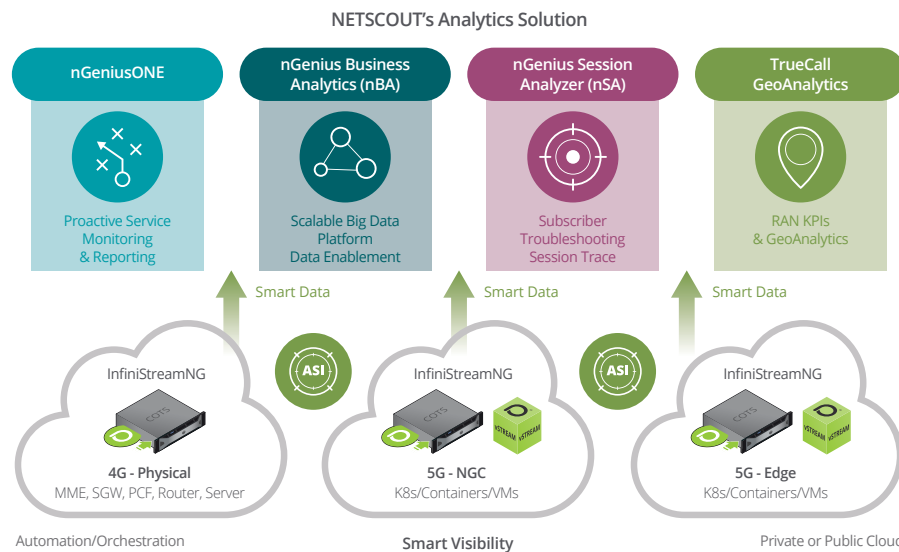 NETSCOUT's Analytics Solution
nGeniusONE
nGenius Business
Analytics (nBA)
nGenius Session
Analyzer (nSA)
TrueCall
GeoAnalytics
Proactive Service
Monitoring
& Reporting
Scalable Big Data
Platform
Data Enablement
Subscriber
Troubleshooting
Session Trace
RAN KPIs
& GeoAnalytics
Smart Data
Smart Data
Smart Data
InfiniStreamNG
COTS
4G - Physical
MME, SGW, PCF, Router, Server
ASI
InfiniStreamNG
COTS
vSTREAM
vSTREAM
5G - NGC
K8s/Containers/VMs
ASI
InfiniStreamNG
COTS
vSTREAM
vSTREAM
5G - Edge
K8s/Containers/VMs
Automation/Orchestration
Smart Visibility
Private or Public Cloud